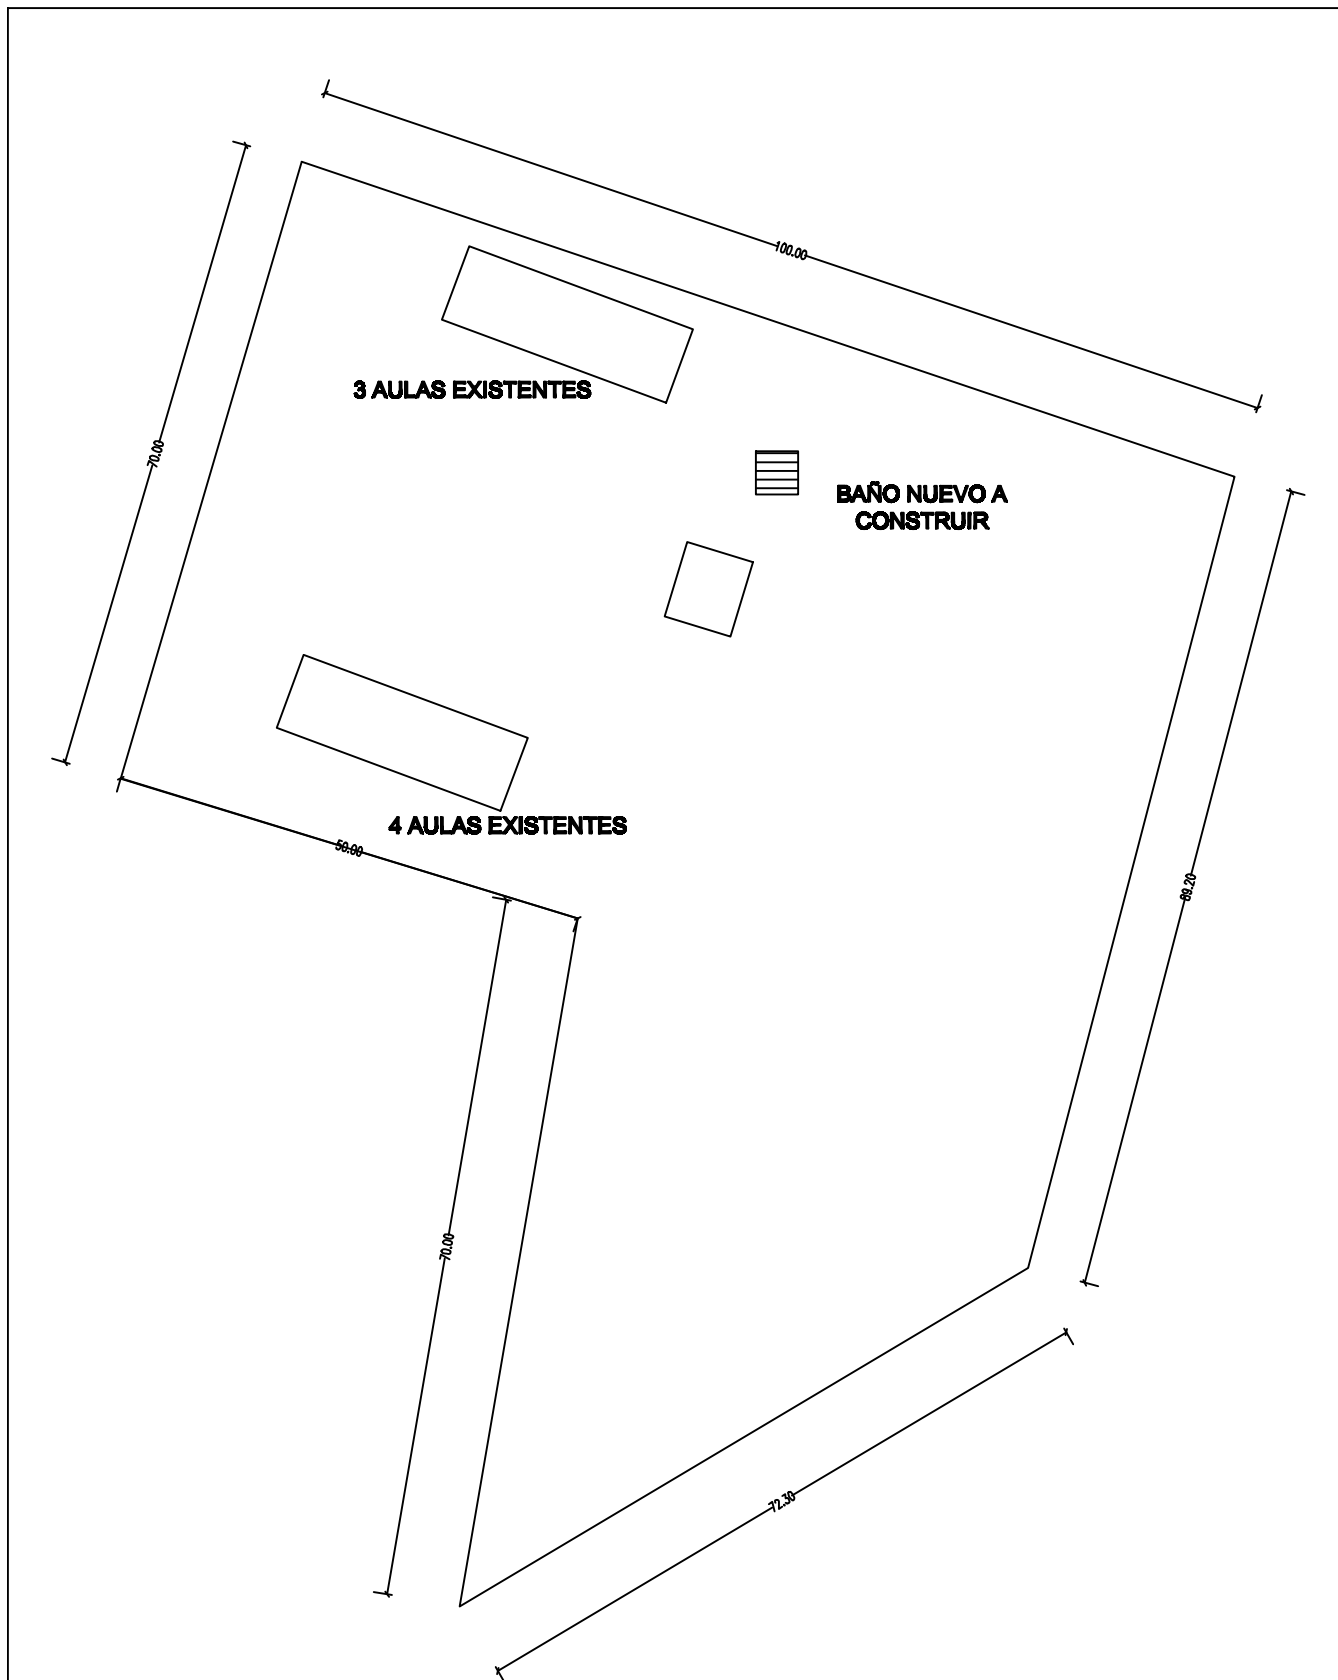 100.00
3 AULAS EXISTENTES
70.00
BAÑO NUEVO A
CONSTRUIR
4 AULAS EXISTENTES
50.00
89.20
70.00
72.30